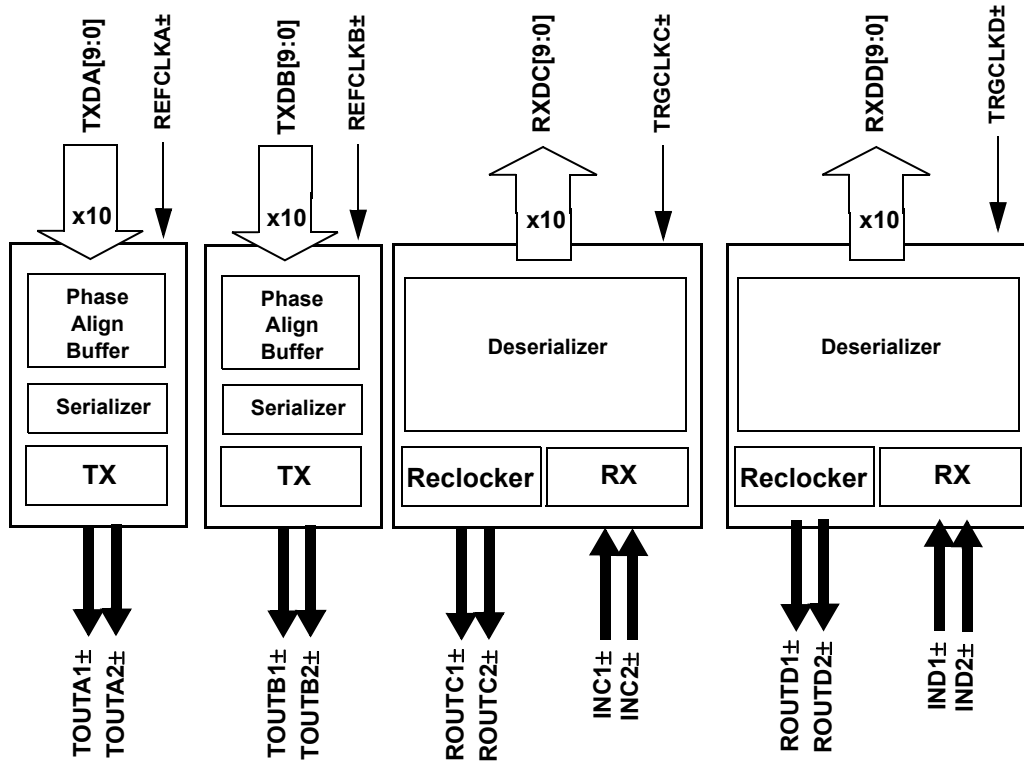 TXDA[9:0]
REFCLKA±
TXDB[9:0]
REFCLKB±
RXDC[9:0]
TRGCLKC±
RXDD[9:0]
TRGCLKD±
x10
x10
x10
x10
Phase
Align
Buffer
Serializer
TX
Phase
Align
Buffer
Serializer
TX
Deserializer
Reclocker
RX
Deserializer
Reclocker
RX
TOUTA1±
TOUTA2±
TOUTB1±
TOUTB2±
ROUTC1±
ROUTC2±
INC1±
INC2±
ROUTD1±
ROUTD2±
IND1±
IND2±